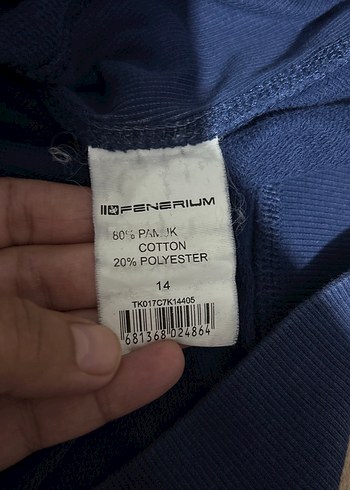 FENERIUM
80% PAMUK
COTTON
20% POLYESTER
14
TK017C7K14405
681368024864